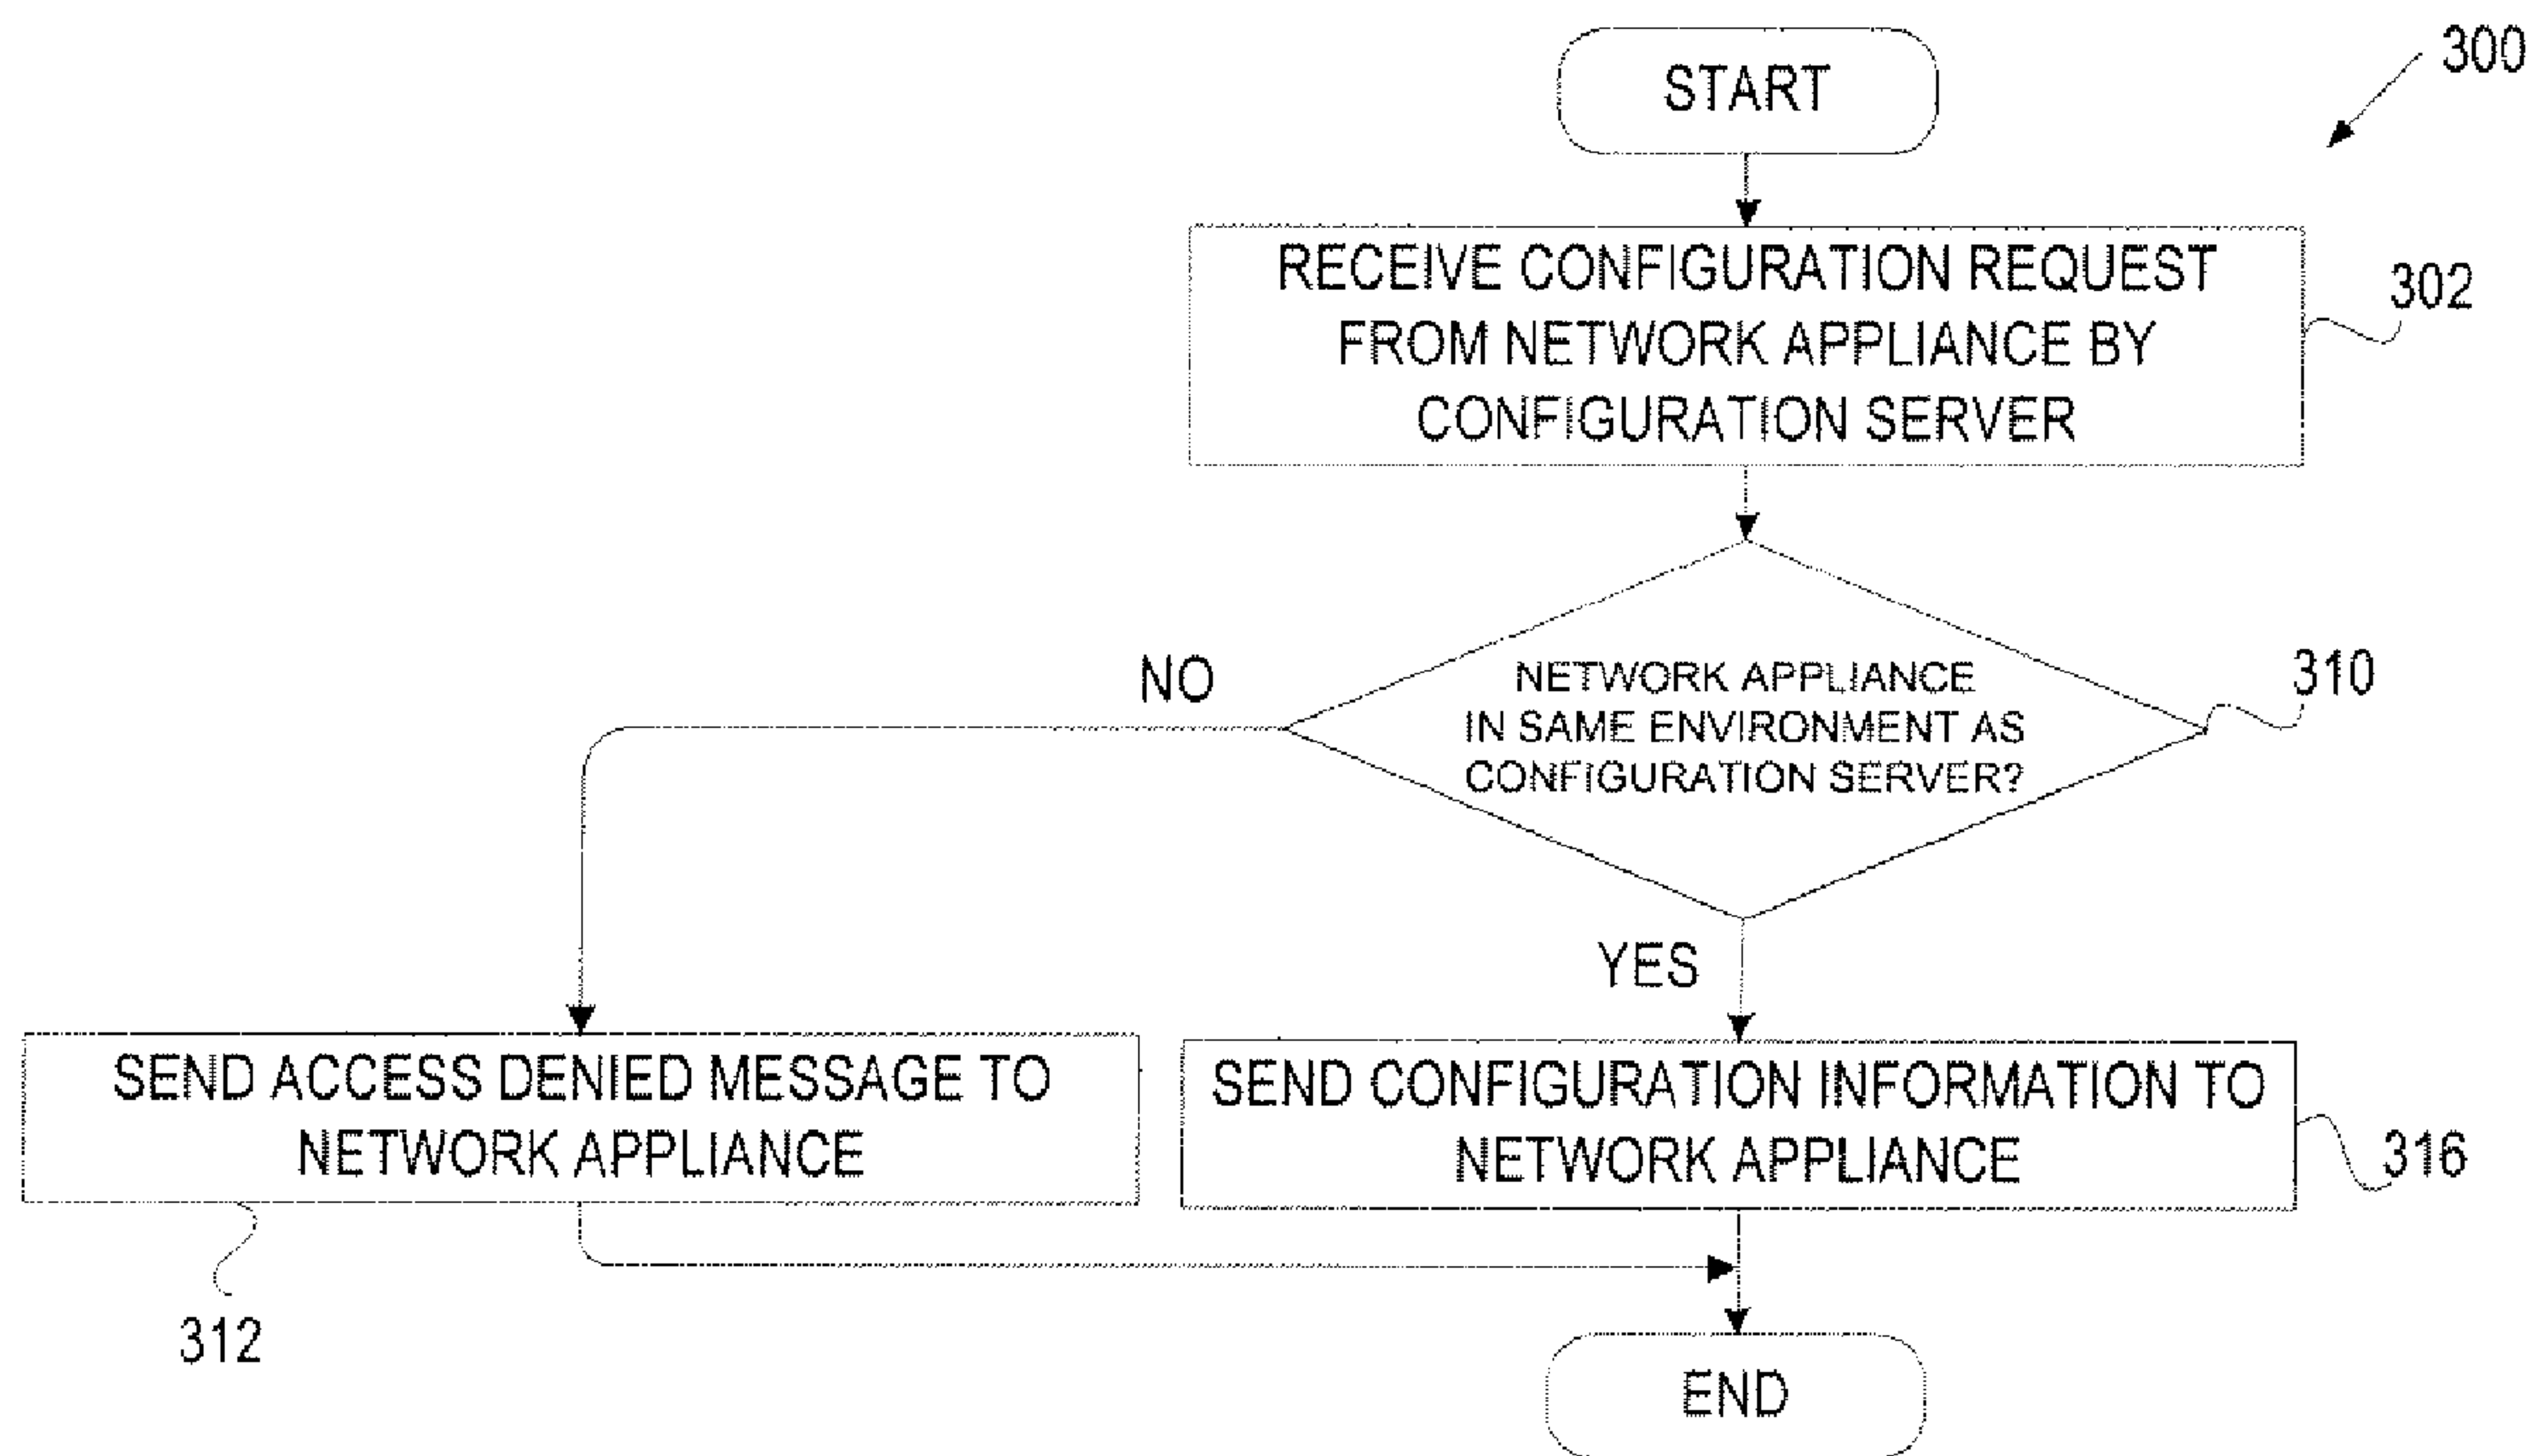 START
300
RECEIVE CONFIGURATION REQUEST
FROM NETWORK APPLIANCE BY
CONFIGURATION SERVER
302
NETWORK APPLIANCE
IN SAME ENVIRONMENT AS
CONFIGURATION SERVER?
310
NO
YES
SEND ACCESS DENIED MESSAGE TO
NETWORK APPLIANCE
312
SEND CONFIGURATION INFORMATION TO
NETWORK APPLIANCE
316
END